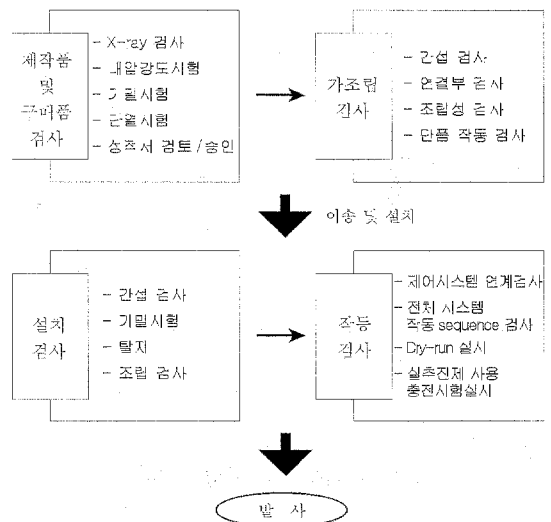 제작품
및
구매품
검사
- X-ray 검사
- 내압강도시험
- 기밀시험
- 단열시험
- 성적서 검토/승인
가조립
검사
- 간섭 검사
- 연결부 검사
- 조립성 검사
- 단품 작동 검사
이송 및 설치
설치
검사
- 간섭 검사
- 기밀시험
- 탈지
- 조립 검사
작동
검사
- 제어시스템 연계검사
- 전체 시스템
작동 sequence 검사
- Dry-run 실시
- 실추진제 사용
충전시험실시
발 사